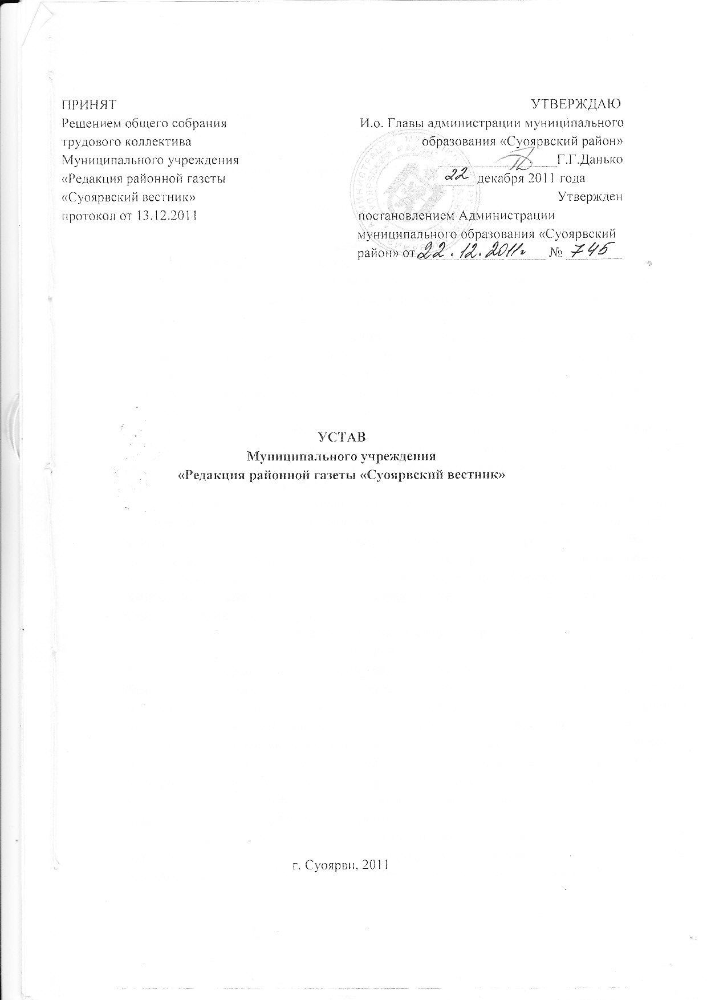 ПРИНЯТ
Решением общего собрания
трудового коллектива
Муниципального учреждения
«Редакция районной газеты
«Суоярвский вестник»
протокол от 13.12.2011
УТВЕРЖДАЮ
И.о. Главы администрации муниципального
образования «Суоярвский район»
Г.Г.Данько
22 декабря 2011 года
Утвержден
постановлением Администрации
муниципального образования «Суоярвский
район» от 22.12.2011г № 745
УСТАВ
Муниципального учреждения
«Редакция районной газеты «Суоярвский вестник»
г. Суоярви, 2011